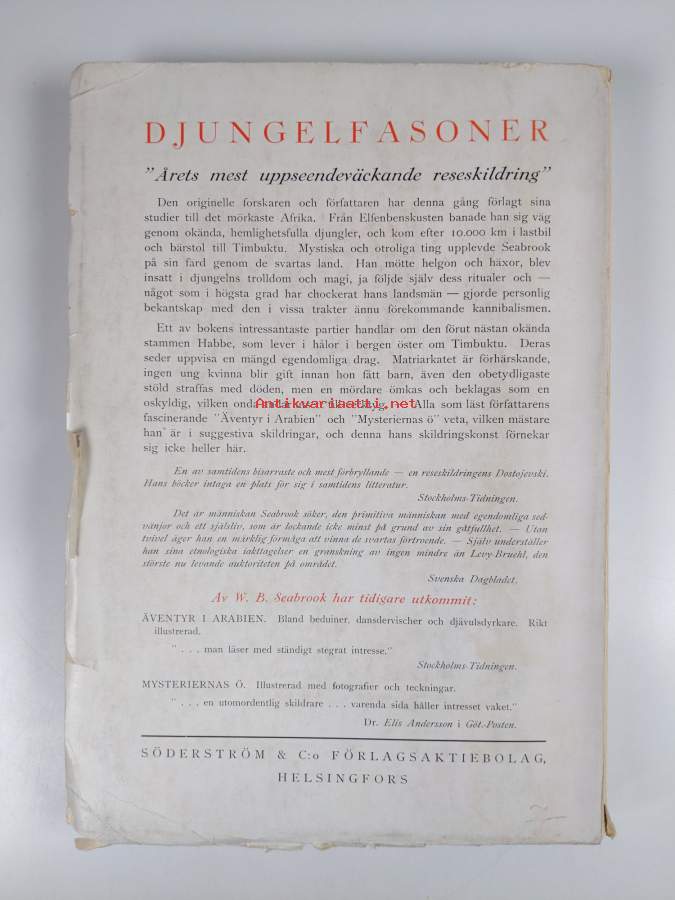 DJUNGELFASONER
”Årets mest uppseendeväckande reseskildring”
Den originelle forskaren och författaren har denna gång förlagt sina
studier till det mörkaste Afrika. Från Elfenbenskusten banade han sig väg
genom okända, hemlighetsfulla djungler, och kom efter 10.000 km i lastbil
och bärstol till Timbuktu. Mystiska och otroliga ting upplevde Seabrook
på sin färd genom de svartas land. Han mötte helgon och häxor, blev
insatt i djungelns trolldom och magi, ja följde själv dess ritualer och —
något som i högsta grad har chockerat hans landsmän — gjorde personlig
bekantskap med den i vissa trakter ännu förekommande kannibalismen.
Ett av bokens intressantaste partier handlar om den förut nästan okända
stammen Habbe, som lever i hålor i bergen öster om Timbuktu. Deras
seder uppvisa en mängd egendomliga drag. Matriarkatet är förhärskande,
ingen ung kvinna blir gift innan hon fått barn, även den obetydligaste
stöld straffas med döden, men en mördare ömkas och beklagas som en
oskyldig, vilken onda Alla som läst författarens
Antikvariaatti.net
fascinerande ”Äventyr i Arabien” och ”Mysteriernas ö” veta, vilken mästare
han är i suggestiva skildringar, och denna hans skildringskonst förnekar
sig icke heller här.
En av samtidens bisarraste och mest förbryllande — en reseskildringens Dostojevski.
Hans böcker intaga en plats för sig i samtidens litteratur.
Stockholms-Tidningen.
Det är människan Seabrook söker, den primitiva människan med egendomliga sed-
vänjor och ett själsliv, som är lockande icke minst på grund av sin gåtfullhet. — Utan
tvivel äger han en märklig förmåga att vinna de svartas förtroende. — Själv underställer
han sina etnologiska iakttagelser en granskning av ingen mindre än Levy-Bruehl, den
störste nu levande auktoriteten på området.
Svenska Dagbladet.
Av W. B. Seabrook har tidigare utkommit:
ÄVENTYR I ARABIEN. Bland beduiner, dansdervischer och djävulsdyrkare. Rikt
illustrerad.
”. . . man läser med ständigt stegrat intresse.”
Stockholms-Tidningen.
MYSTERIERNAS Ö. Illustrerad med fotografier och teckningar.
”. . . en utomordentlig skildrare . . . varenda sida håller intresset vaket.”
Dr. Elis Andersson i Göt.-Posten.
SÖDERSTRÖM & C:o FÖRLAGSAKTIEBOLAG,
HELSINGFORS